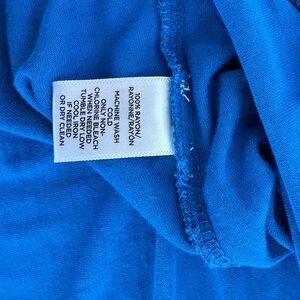 100% RAYON/
RAYONNE/RAYÓN
MACHINE WASH
COLD
ONLY NON-
CHLORINE BLEACH
WHEN NEEDED
TUMBLE DRY LOW
COOL IRON
IF NEEDED
OR DRY CLEAN